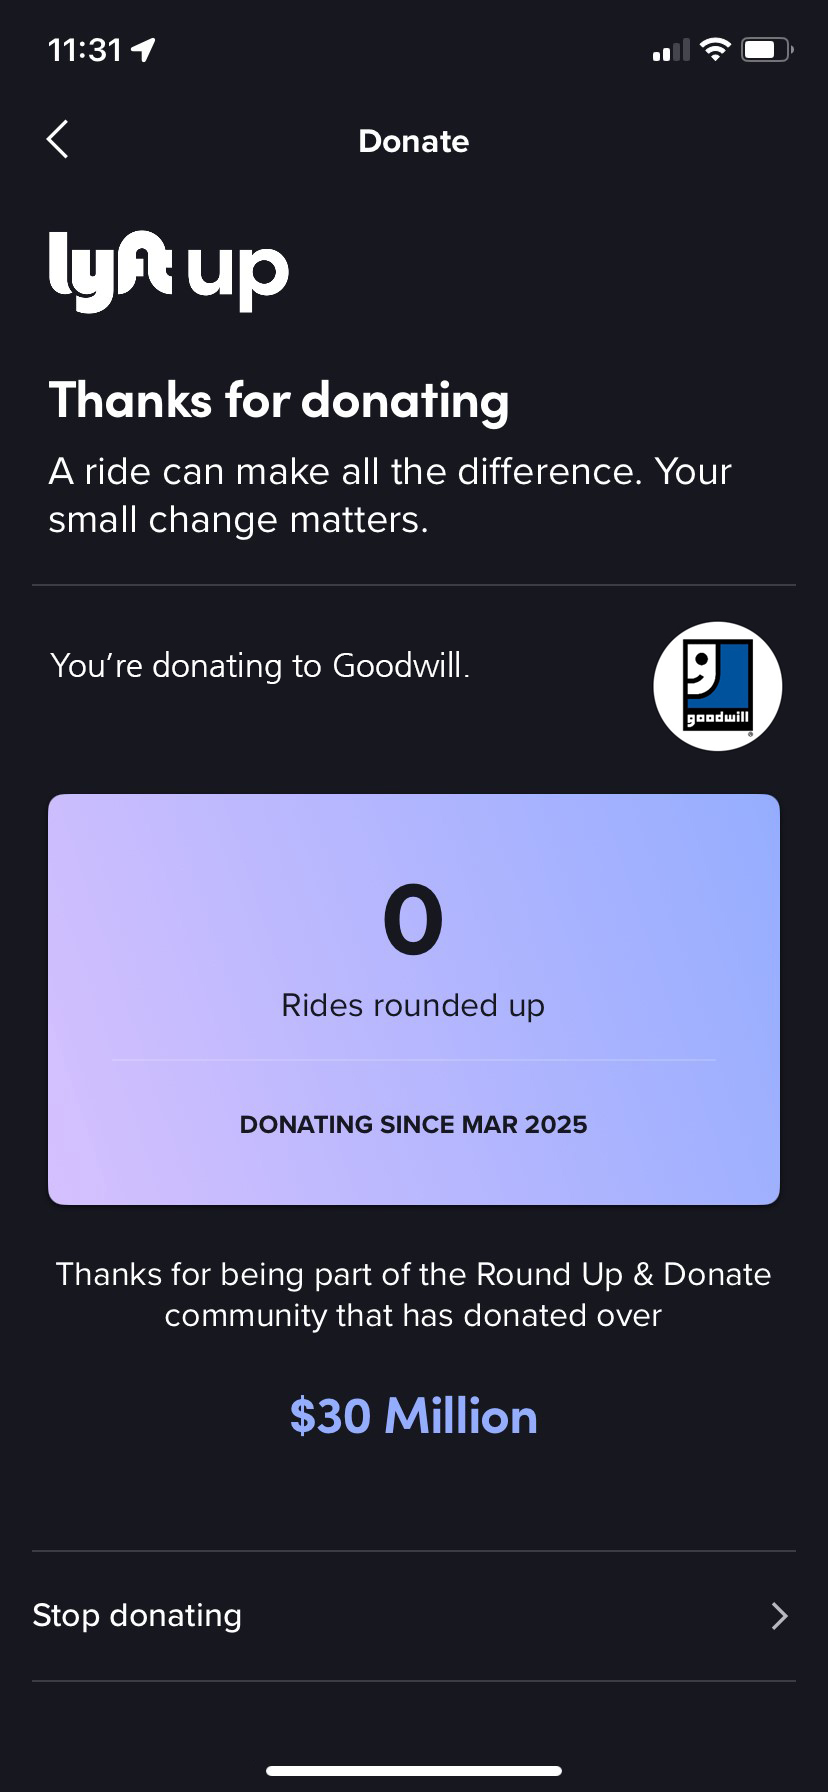 11:31
Donate
lyft up
Thanks for donating
A ride can make all the difference. Your
small change matters.
You’re donating to Goodwill.
goodwill
®
0
Rides rounded up
DONATING SINCE MAR 2025
Thanks for being part of the Round Up & Donate
community that has donated over
$30 Million
Stop donating